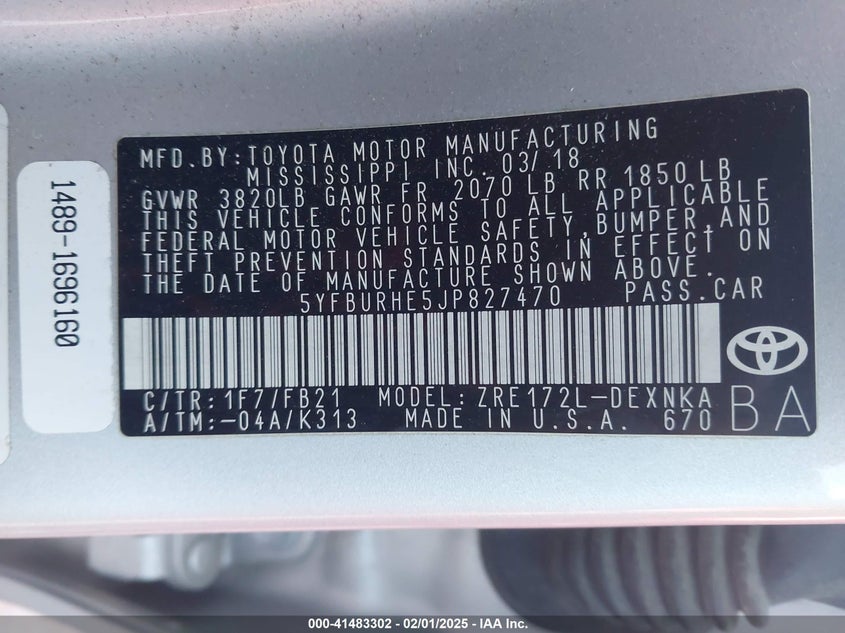 MFD.BY:TOYOTA MOTOR MANUFACTURING
MISSISSIPPI INC. 03/18
GVWR 3820LB GAWR FR 2070 LB RR 1850 LB
THIS VEHICLE CONFORMS TO ALL APPLICABLE
FEDERAL MOTOR VEHICLE SAFETY,BUMPER,AND
THEFT PREVENTION STANDARDS IN EFFECT ON
THE DATE OF MANUFACTURE SHOWN ABOVE.
5YFBURHE5JP827470 PASS.CAR
C/TR:1F7/FB21 MODEL:ZRE172L-DEXNKA
A/TM:-04A/K313 MADE IN U.S.A. 670
BA
1489-1696160
000-41483302 - 02/01/2025 - IAA Inc.